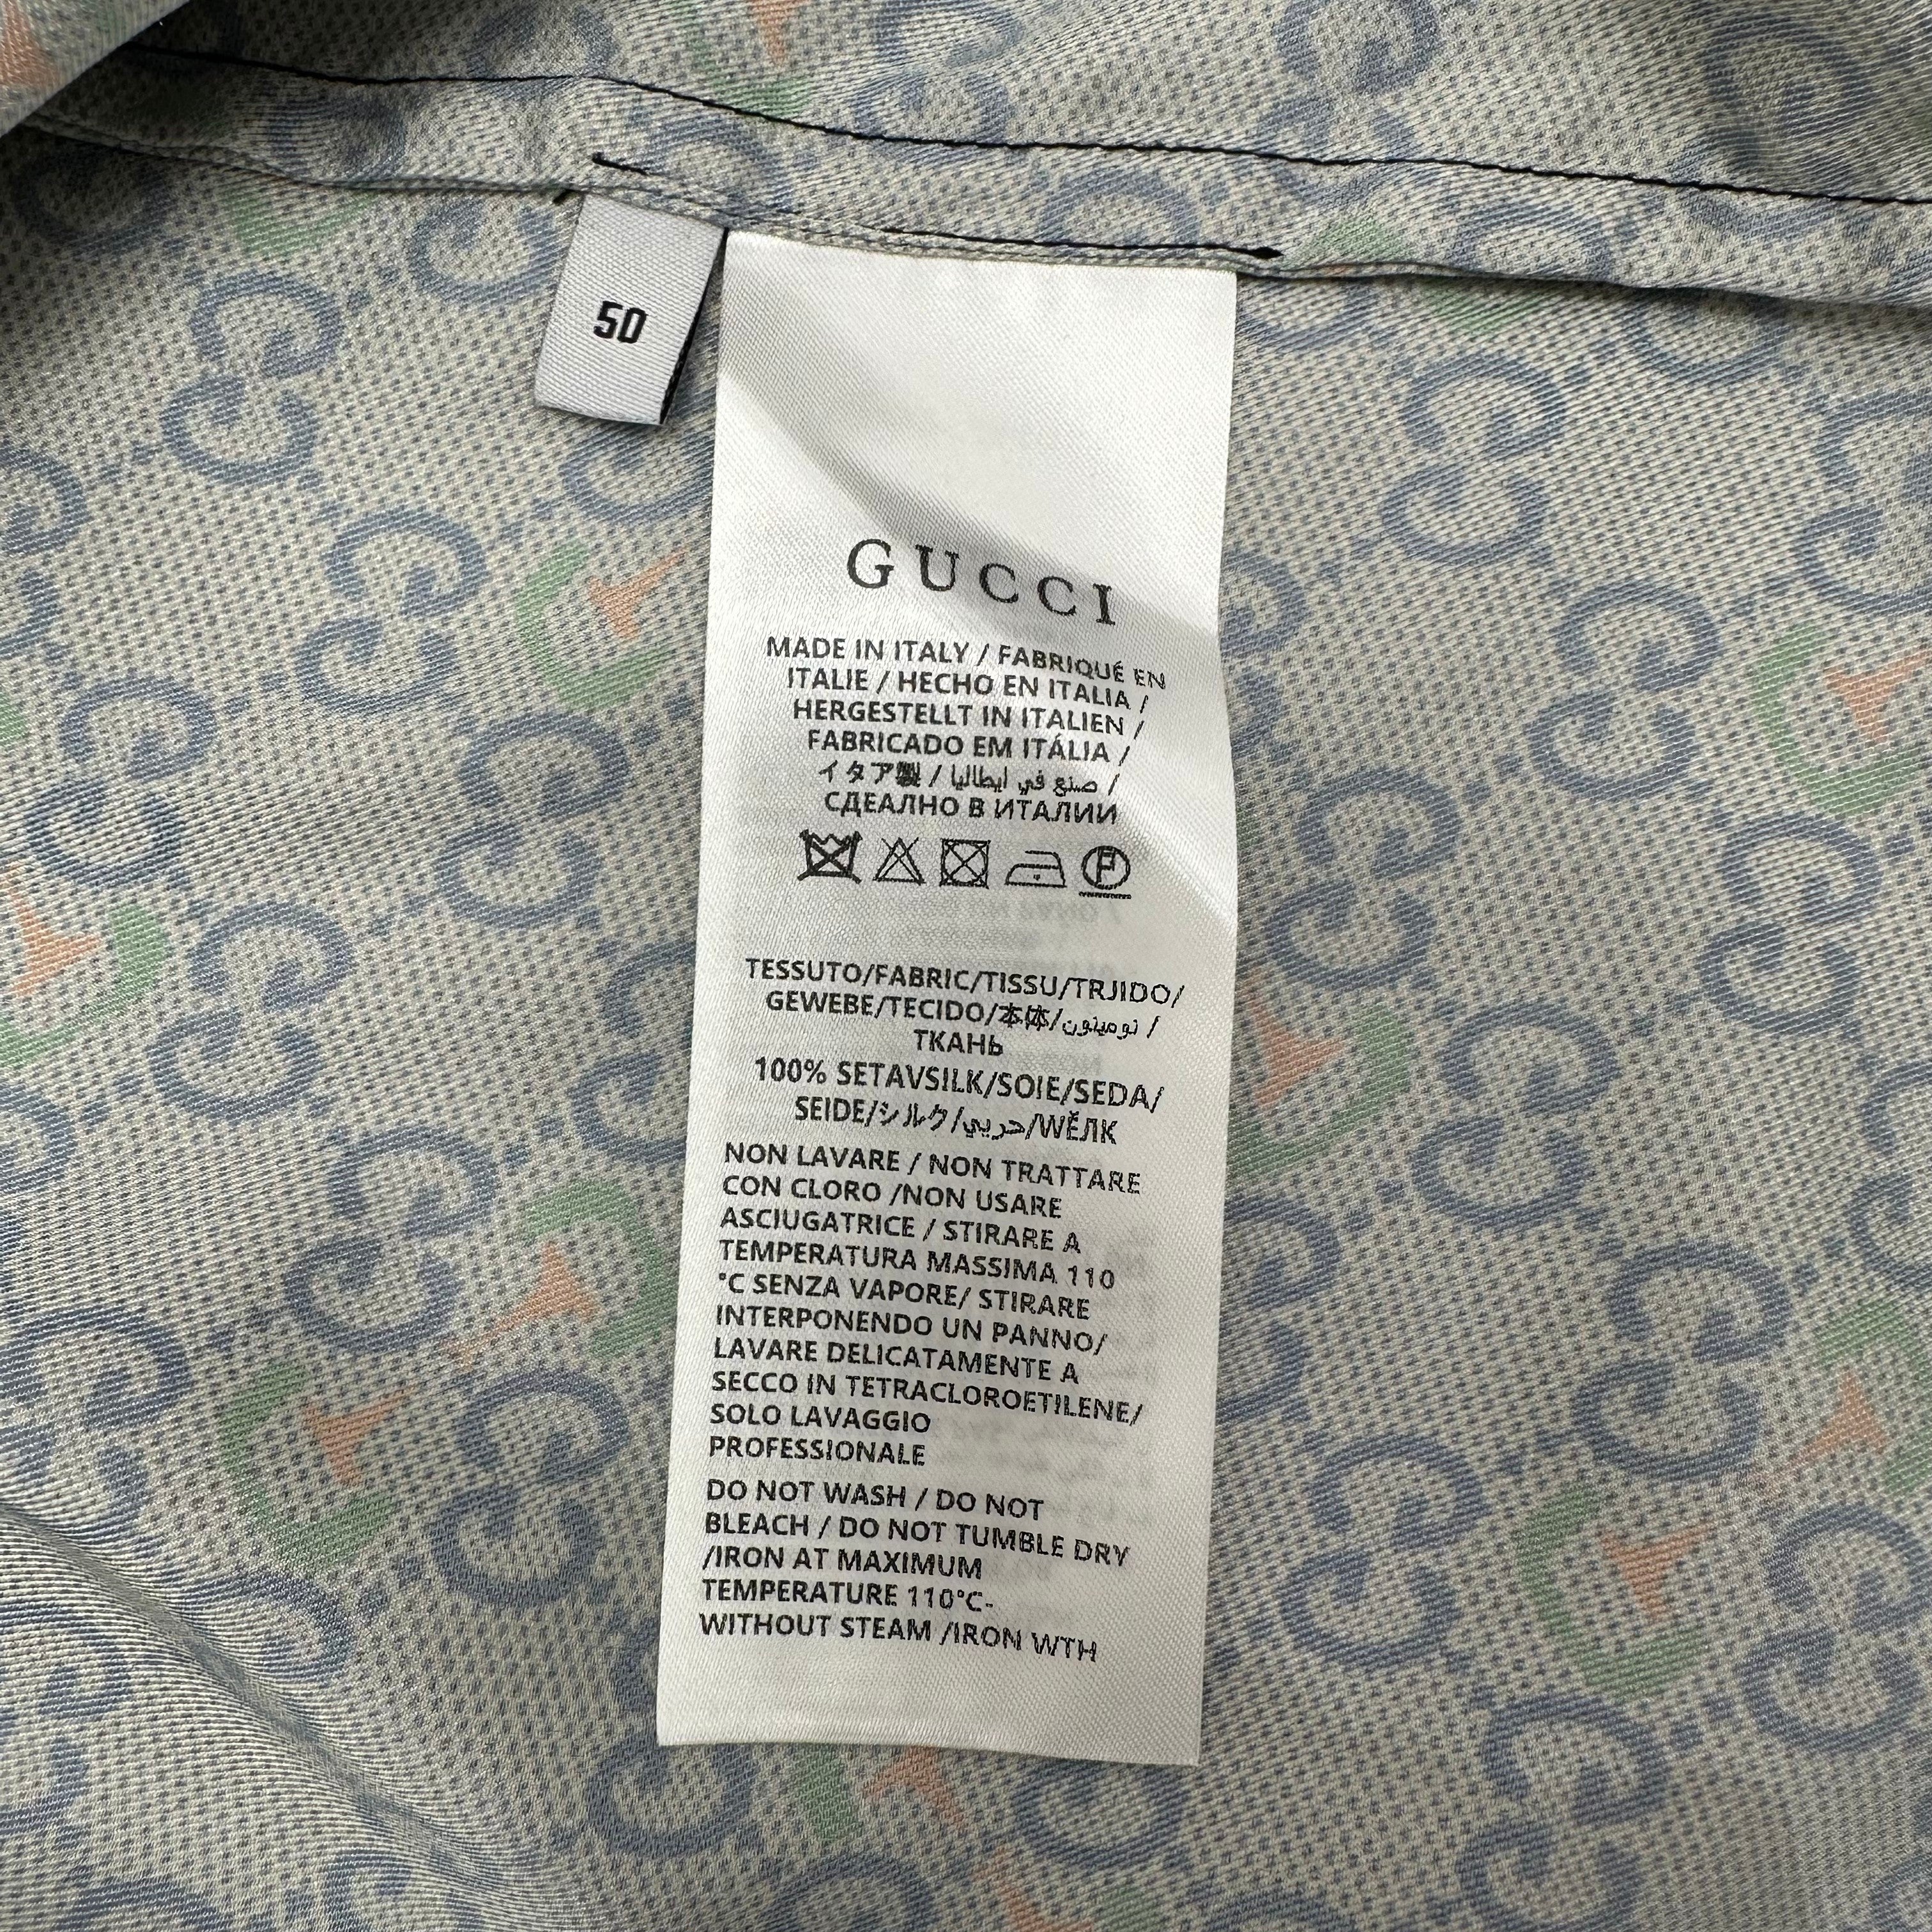 50
GUCCI
MADE IN ITALY / FABRIQUÉ EN
ITALIE / HECHO EN ITALIA /
HERGESTELLT IN ITALIEN /
FABRICADO EM ITÁLIA /
イタア製 / صنع في ايطاليا /
СДЕАЛНО В ИТАЛИИ
TESSUTO/FABRIC/TISSU/TRJIDO/
GEWEBE/TECIDO/本体/ /
ТКАНЬ
100% SETAVSILK/SOIE/SEDA/
SEIDE/シルク/حريي/WЁЛК
NON LAVARE / NON TRATTARE
CON CLORO /NON USARE
ASCIUGATRICE / STIRARE A
TEMPERATURA MASSIMA 110
°C SENZA VAPORE/ STIRARE
INTERPONENDO UN PANNO/
LAVARE DELICATAMENTE A
SECCO IN TETRACLOROETILENE/
SOLO LAVAGGIO
PROFESSIONALE
DO NOT WASH / DO NOT
BLEACH / DO NOT TUMBLE DRY
/IRON AT MAXIMUM
TEMPERATURE 110°C-
WITHOUT STEAM /IRON WTH